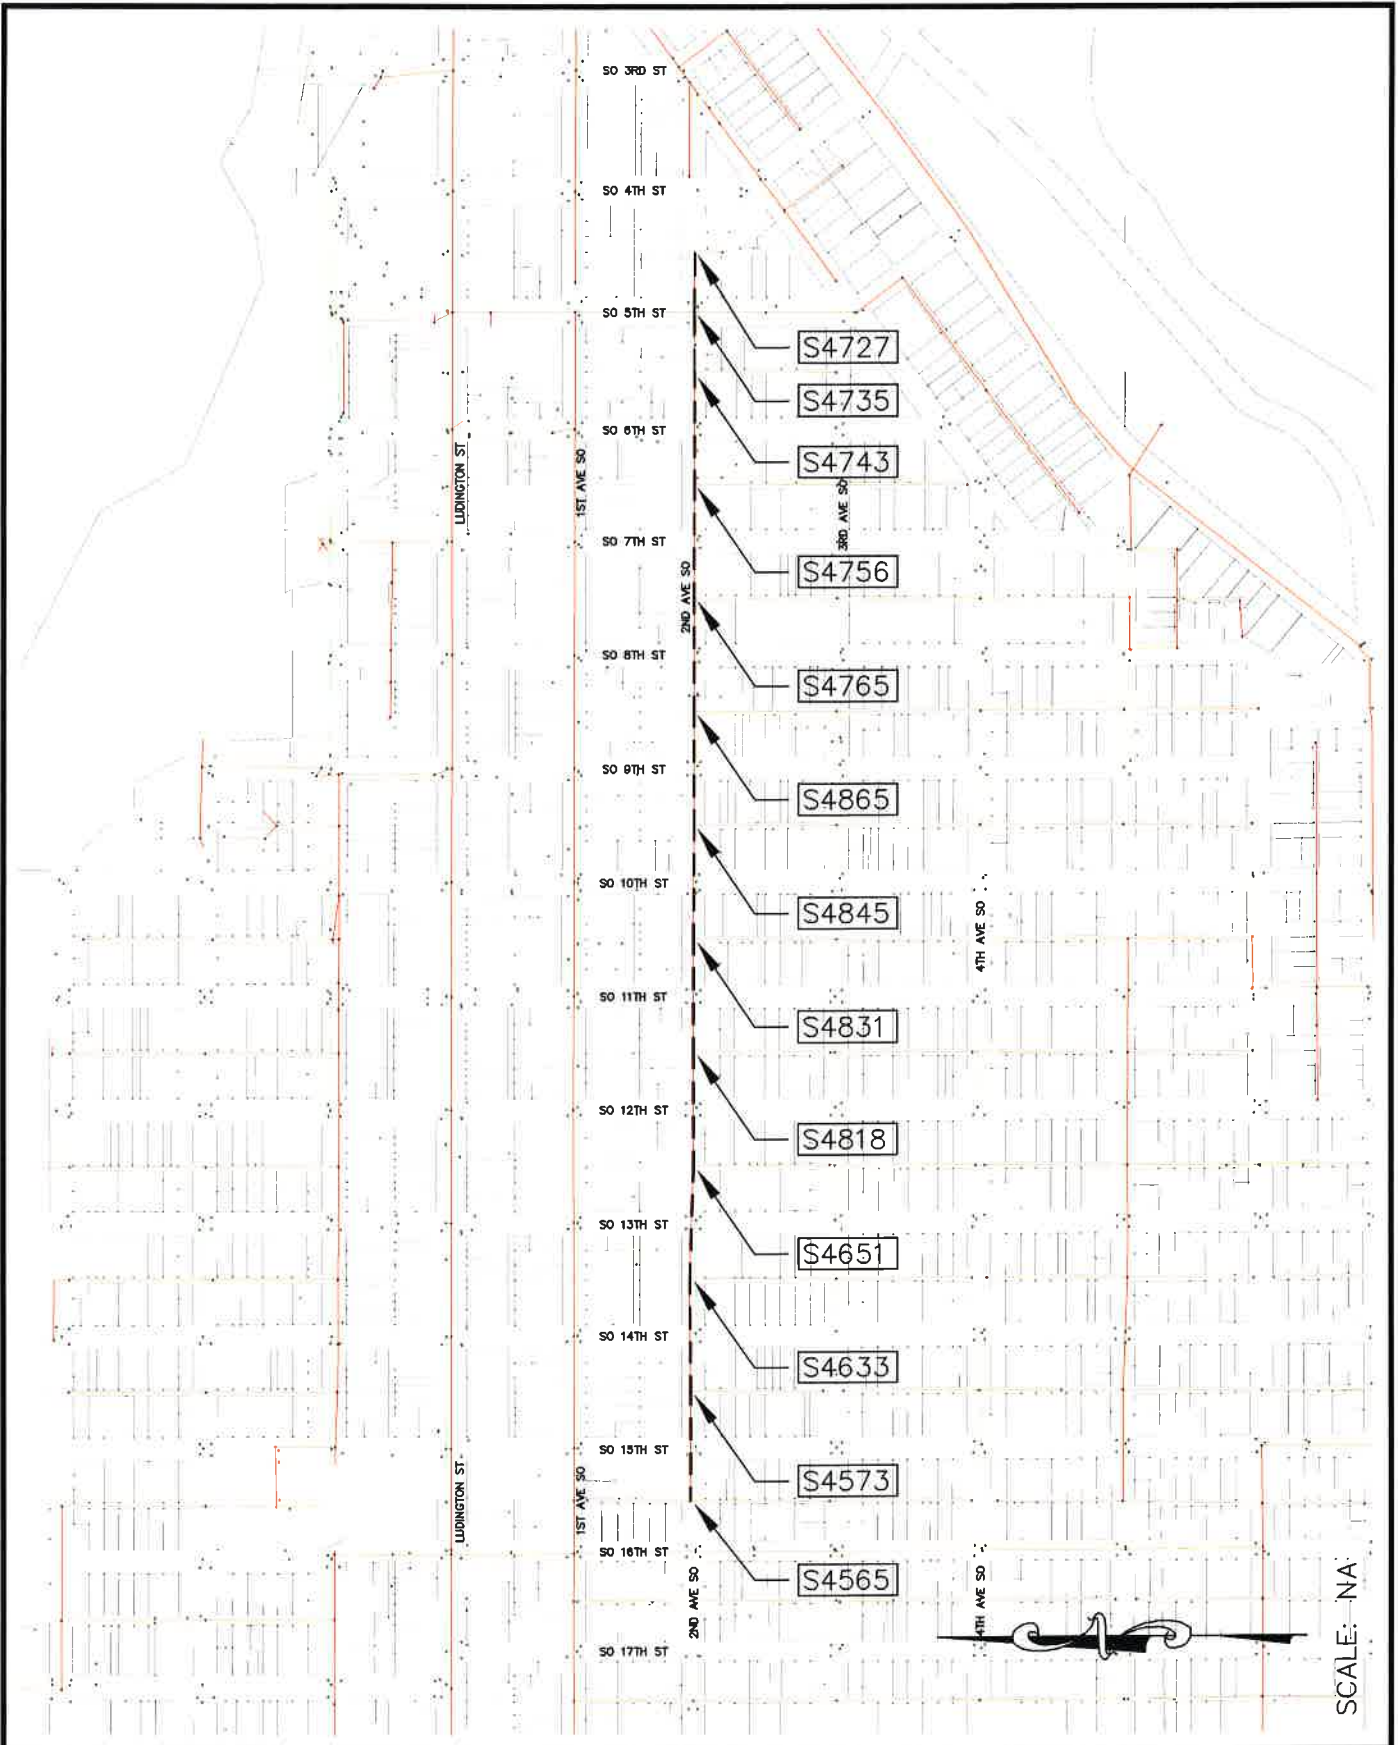 SO 3RD ST
SO 4TH ST
SO 5TH ST
S4727
S4735
SO 6TH ST
S4743
LUDINGTON ST
1ST AVE SO
3RD AVE SO
SO 7TH ST
S4756
2ND AVE SO
SO 8TH ST
S4765
SO 9TH ST
S4865
SO 10TH ST
S4845
4TH AVE SO
SO 11TH ST
S4831
SO 12TH ST
S4818
SO 13TH ST
S4651
SO 14TH ST
S4633
SO 15TH ST
S4573
LUDINGTON ST
1ST AVE SO
SO 16TH ST
S4565
2ND AVE SO
4TH AVE SO
SO 17TH ST
SCALE: NA